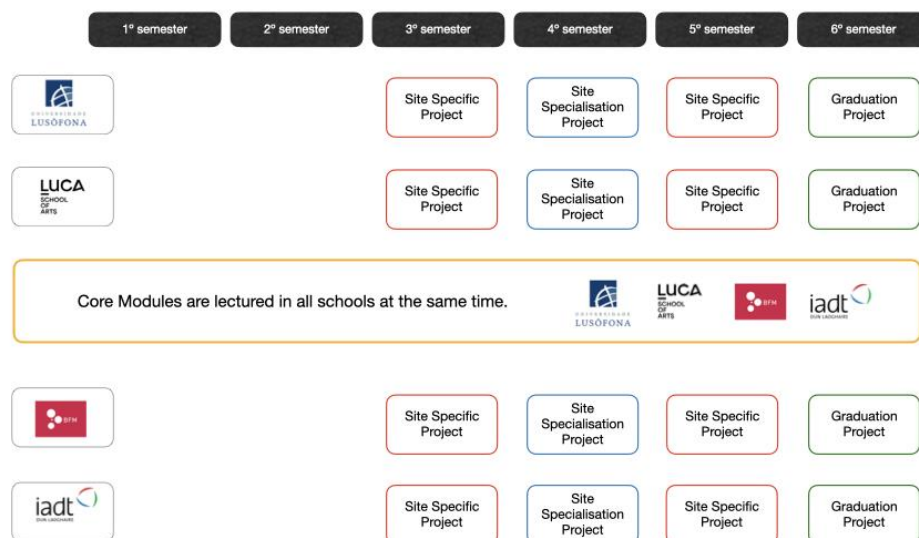 1º semester
2º semester
3º semester
4º semester
5º semester
6º semester
UNIVERSIDADE
LUSÓFONA
Site Specific
Project
Site
Specialisation
Project
Site Specific
Project
Graduation
Project
LUCA
SCHOOL
OF
ARTS
Site Specific
Project
Site
Specialisation
Project
Site Specific
Project
Graduation
Project
Core Modules are lectured in all schools at the same time.
UNIVERSIDADE
LUSÓFONA
LUCA
SCHOOL
OF
ARTS
BFM
iadt
DUN LAOGHAIRE
BFM
Site Specific
Project
Site
Specialisation
Project
Site Specific
Project
Graduation
Project
iadt
DUN LAOGHAIRE
Site Specific
Project
Site
Specialisation
Project
Site Specific
Project
Graduation
Project